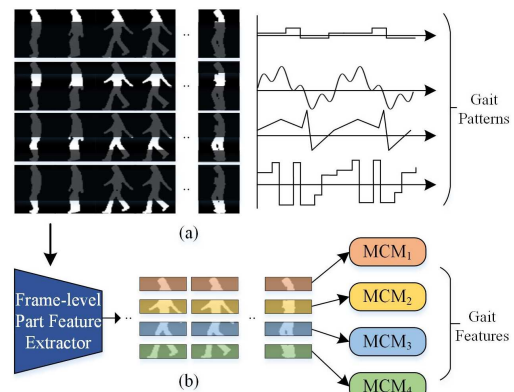 Gait
Patterns
(a)
Frame-level
Part Feature
Extractor
MCM1
MCM2
MCM3
MCM4
Gait
Features
(b)